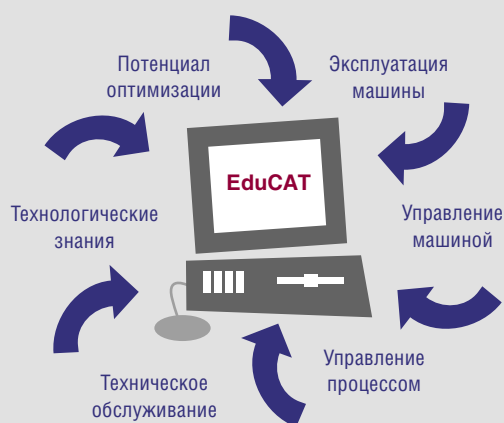 Потенциал
оптимизации
Эксплуатация
машины
EduCAT
Технологические
знания
Управление
машиной
Управление
процессом
Техническое
обслуживание